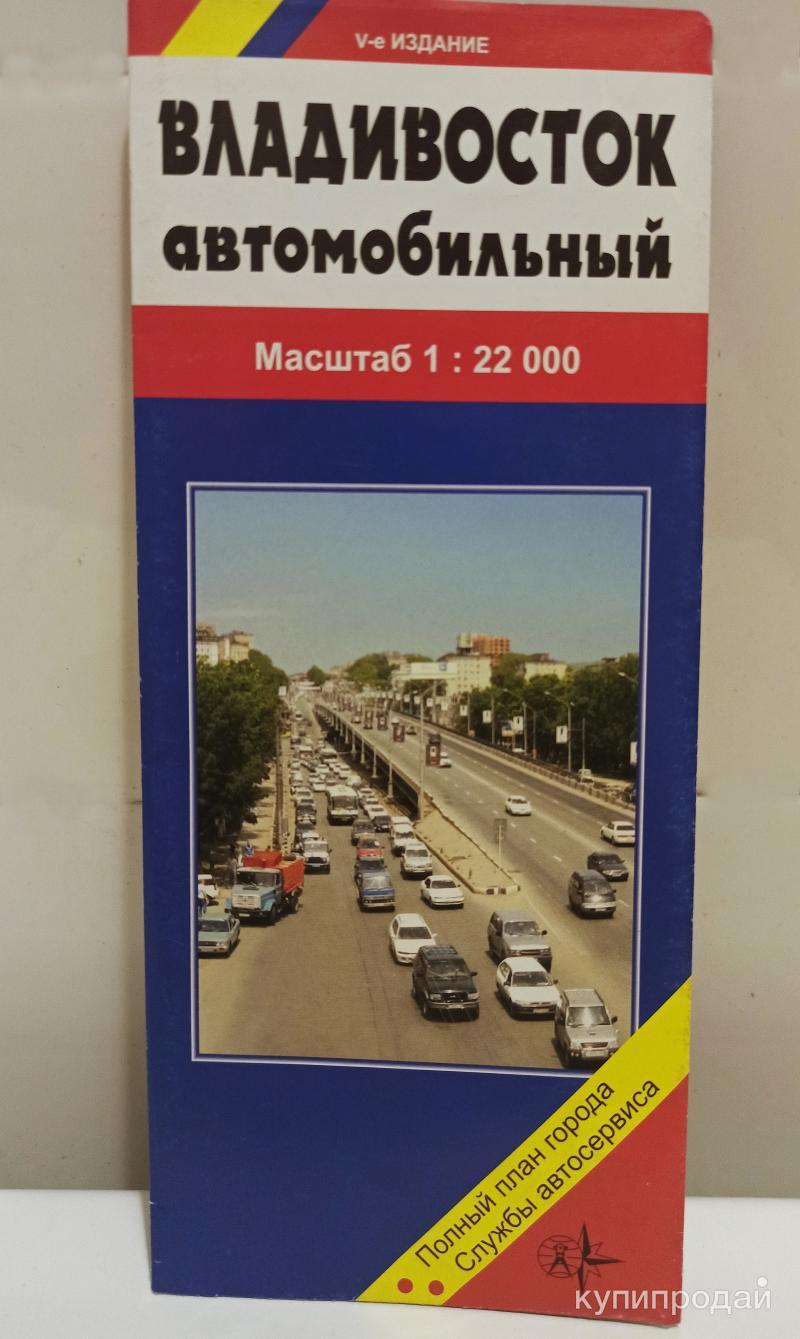 V-е ИЗДАНИЕ
ВЛАДИВОСТОК
автомобильный
Масштаб 1 : 22 000
Полный план города
Службы автосервиса
купипродай